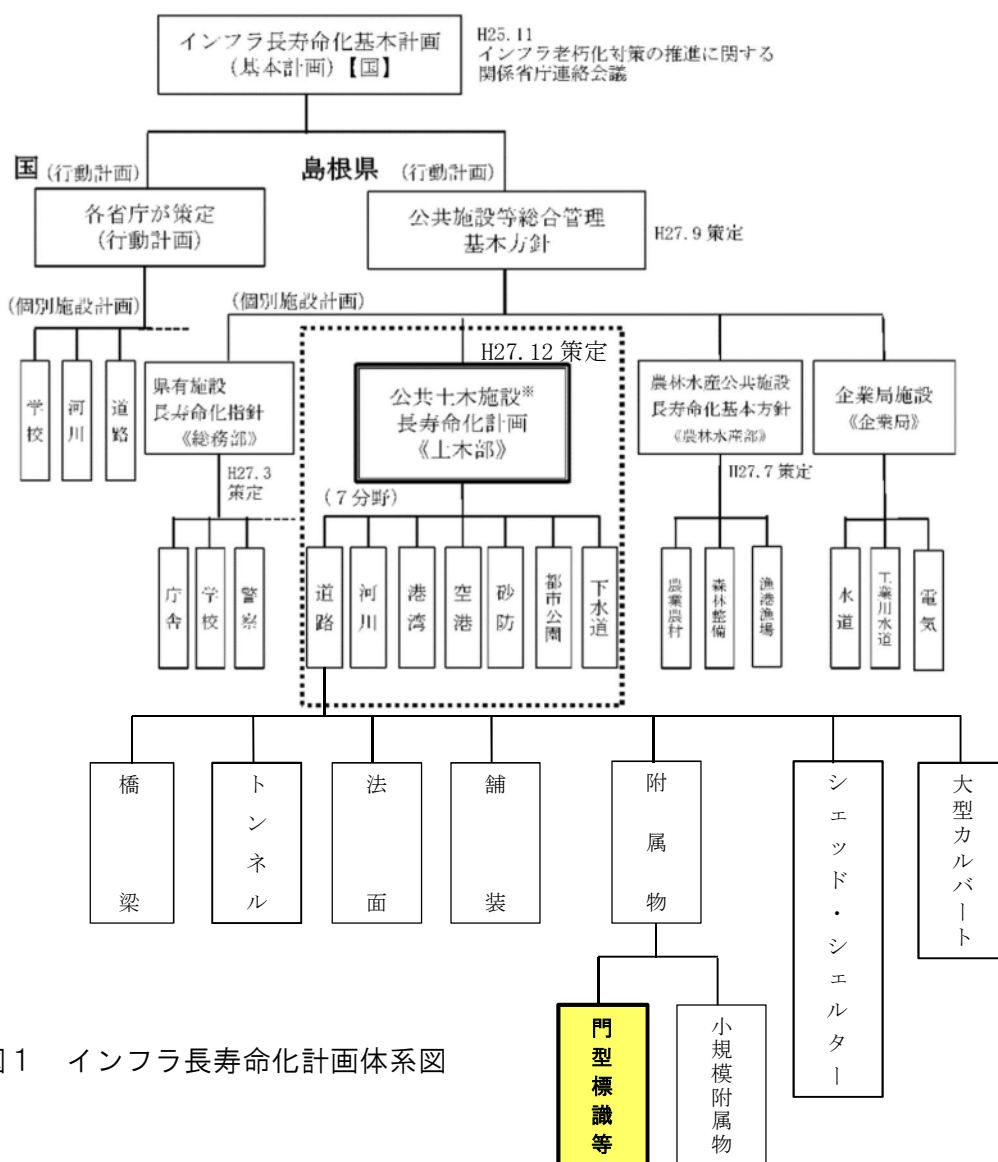 インフラ長寿命化基本計画
(基本計画)【国】
H25.11
インフラ老朽化対策の推進に関する
関係省庁連絡会議
国 (行動計画)
島根県 (行動計画)
各省庁が策定
(行動計画)
公共施設等総合管理
基本方針
H27.9 策定
(個別施設計画)
(個別施設計画)
学校
河川
道路
県有施設
長寿命化指針
《総務部》
H27.3
策定
庁舎
学校
警察
H27.12 策定
公共土木施設※
長寿命化計画
《土木部》
(7分野)
道路
河川
港湾
空港
砂防
都市公園
下水道
農林水産公共施設
長寿命化基本方針
《農林水産部》
H27.7 策定
農業農村
森林整備
漁港漁場
企業局施設
《企業局》
水道
工業用水道
電気
橋梁
トンネル
法面
舗装
附属物
シェッド・シェルター
大型カルバート
門型標識等
小規模附属物
図1 インフラ長寿命化計画体系図